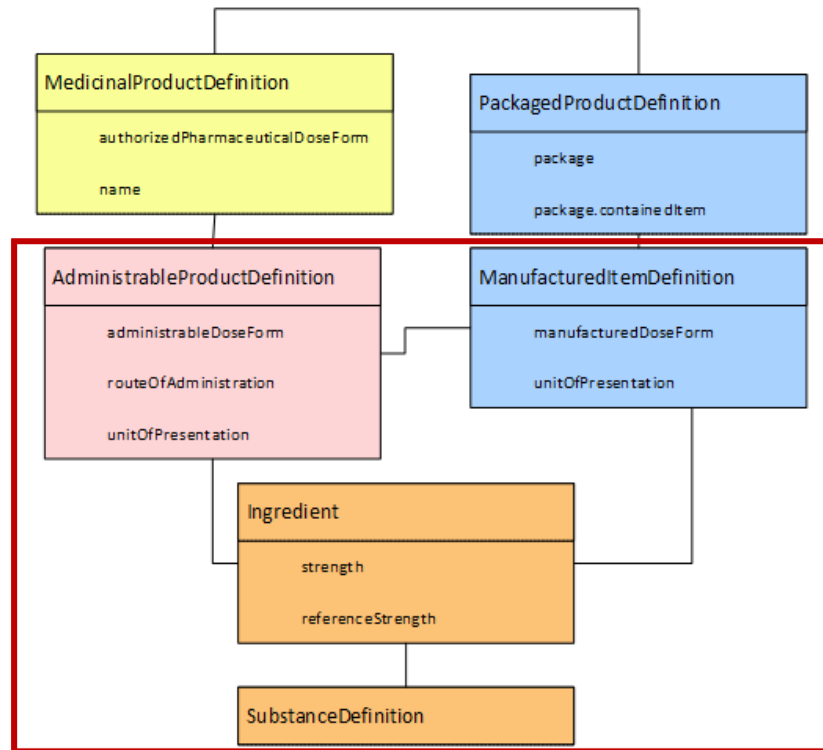 MedicinalProductDefinition
authorizedPharmaceuticalDoseForm
name
PackagedProductDefinition
package
package.containedItem
AdministrableProductDefinition
administrableDoseForm
routeOfAdministration
unitOfPresentation
ManufacturedItemDefinition
manufacturedDoseForm
unitOfPresentation
Ingredient
strength
referenceStrength
SubstanceDefinition